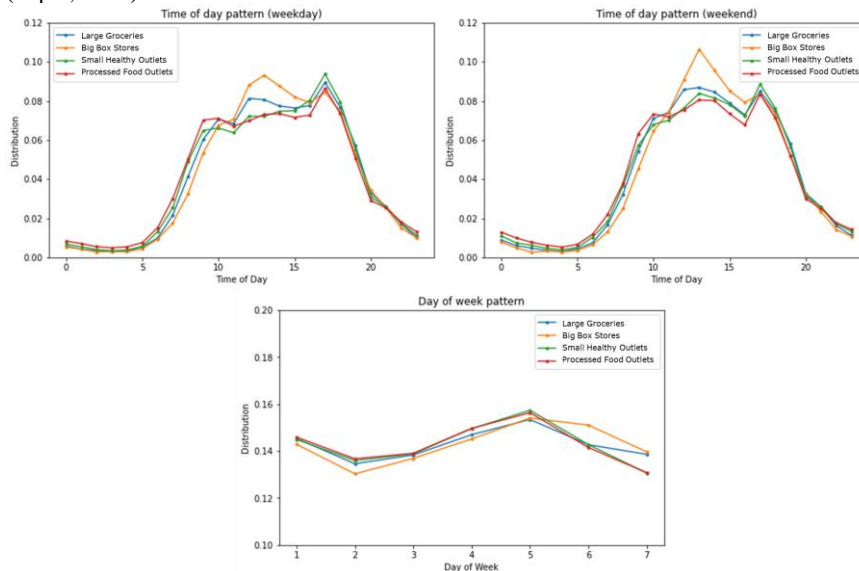 Time of day pattern (weekday)
Large Groceries
Big Box Stores
Small Healthy Outlets
Processed Food Outlets
Distribution
0.12
0.10
0.08
0.06
0.04
0.02
0.00
0 5 10 15 20
Time of Day
Time of day pattern (weekend)
Large Groceries
Big Box Stores
Small Healthy Outlets
Processed Food Outlets
Distribution
0.12
0.10
0.08
0.06
0.04
0.02
0.00
0 5 10 15 20
Time of Day
Day of week pattern
Large Groceries
Big Box Stores
Small Healthy Outlets
Processed Food Outlets
Distribution
0.20
0.18
0.16
0.14
0.12
0.10
1 2 3 4 5 6 7
Day of Week